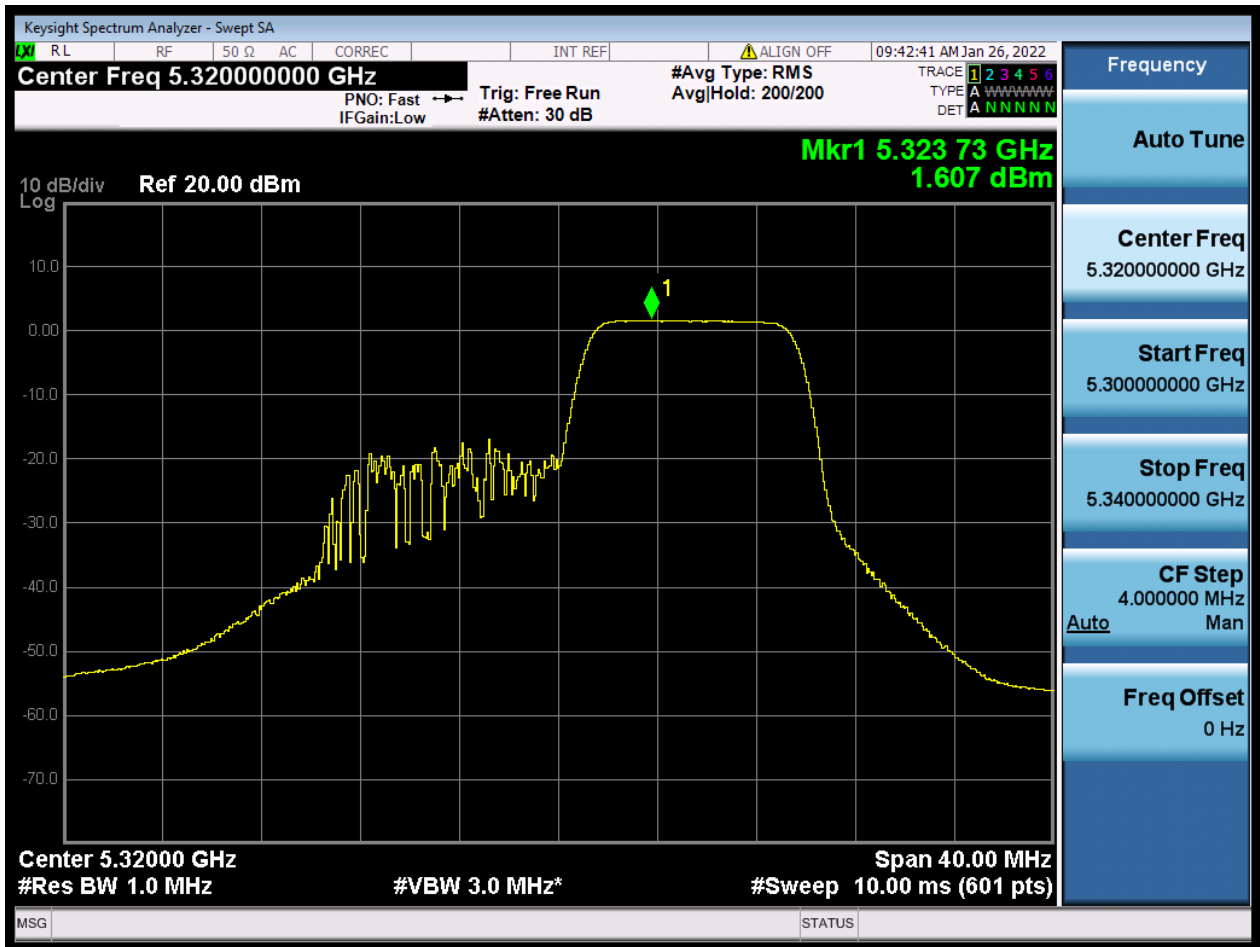 Keysight Spectrum Analyzer - Swept SA
LXI RL RF 50 Ω AC CORREC INT REF ALIGN OFF 09:42:41 AM Jan 26, 2022
Center Freq 5.320000000 GHz
PNO: Fast
IFGain:Low
Trig: Free Run
#Atten: 30 dB
#Avg Type: RMS
Avg|Hold: 200/200
TRACE 1 2 3 4 5 6
TYPE A WWWWW
DET A N N N N N
Mkr1 5.323 73 GHz
1.607 dBm
10 dB/div Ref 20.00 dBm
Log
10.0
0.00
-10.0
-20.0
-30.0
-40.0
-50.0
-60.0
-70.0
1
Center 5.32000 GHz Span 40.00 MHz
#Res BW 1.0 MHz #VBW 3.0 MHz* #Sweep 10.00 ms (601 pts)
MSG STATUS
Frequency
Auto Tune
Center Freq
5.320000000 GHz
Start Freq
5.300000000 GHz
Stop Freq
5.340000000 GHz
CF Step
4.000000 MHz
Auto Man
Freq Offset
0 Hz